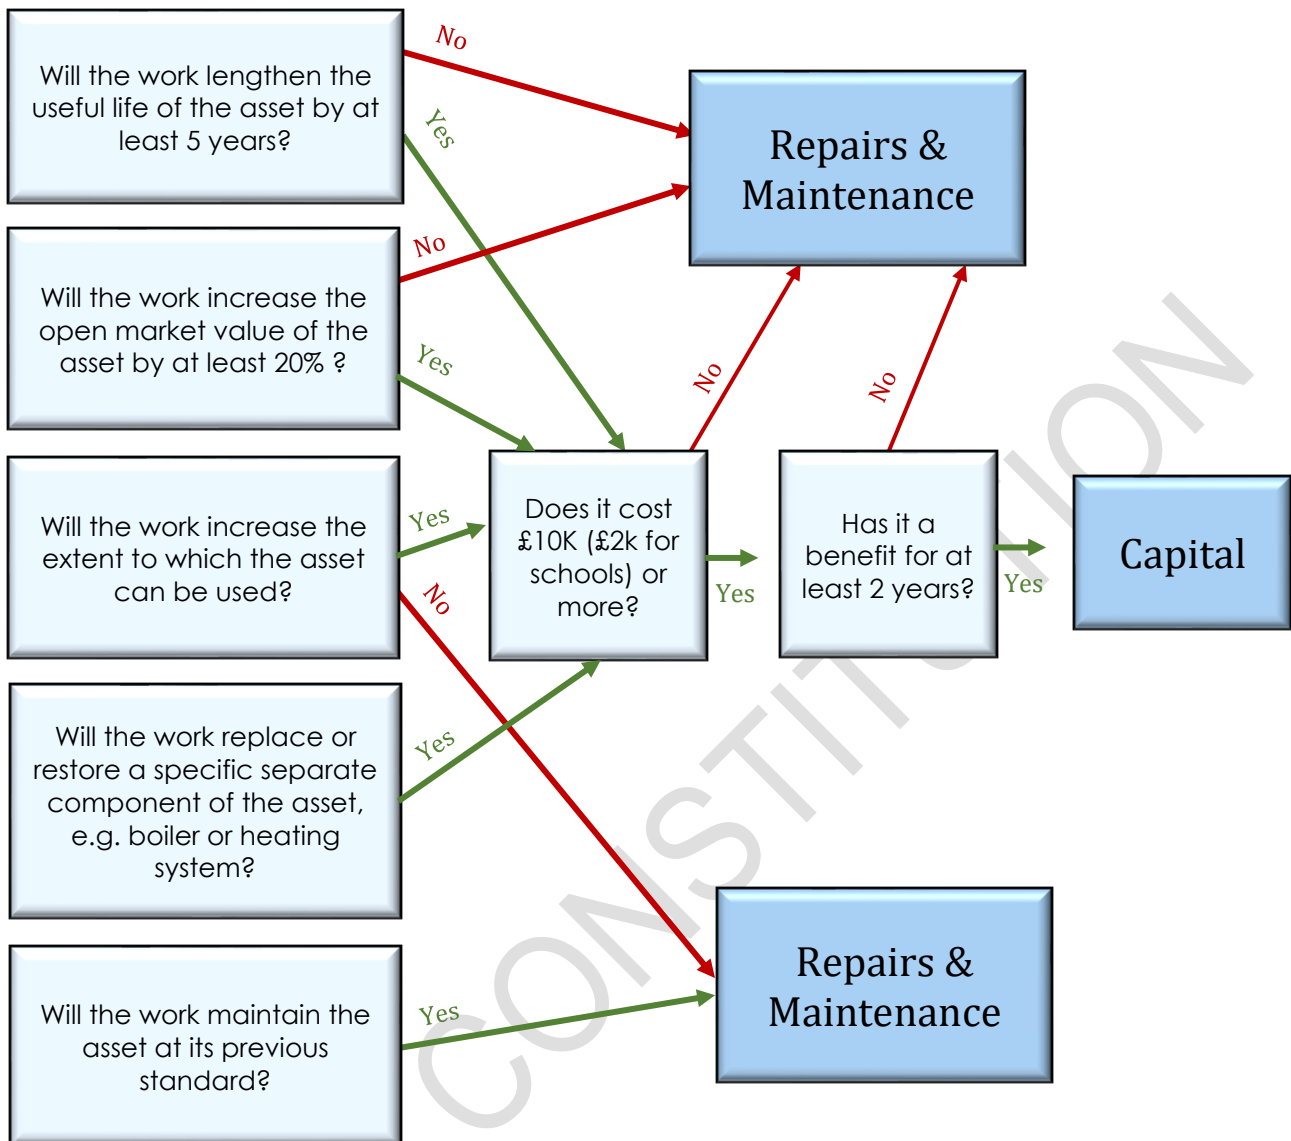 Will the work lengthen the
useful life of the asset by at
least 5 years?
No
Yes
Repairs &
Maintenance
Will the work increase the
open market value of the
asset by at least 20% ?
No
Yes
No
No
Will the work increase the
extent to which the asset
can be used?
Yes
No
Does it cost
£10K (£2k for
schools) or
more?
Yes
Has it a
benefit for at
least 2 years?
Yes
Capital
Will the work replace or
restore a specific separate
component of the asset,
e.g. boiler or heating
system?
Yes
Repairs &
Maintenance
Will the work maintain the
asset at its previous
standard?
Yes
CONSTITUTION